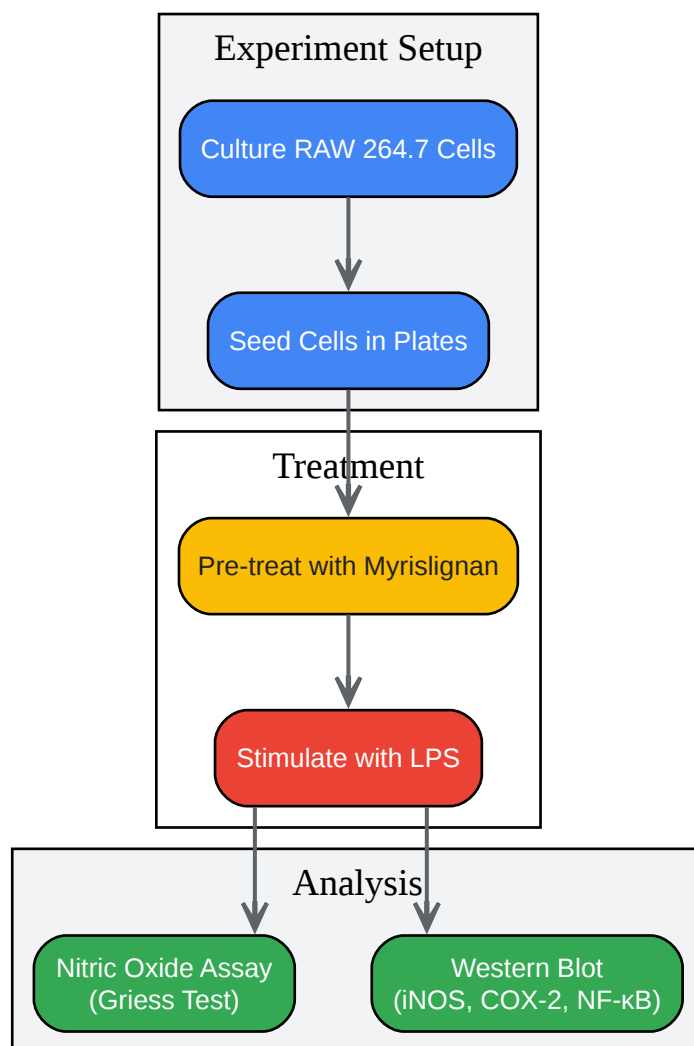 Experiment Setup
Culture RAW 264.7 Cells
Seed Cells in Plates
Treatment
Pre-treat with Myrislignan
Stimulate with LPS
Analysis
Nitric Oxide Assay
(Griess Test)
Western Blot
(iNOS, COX-2, NF-κB)